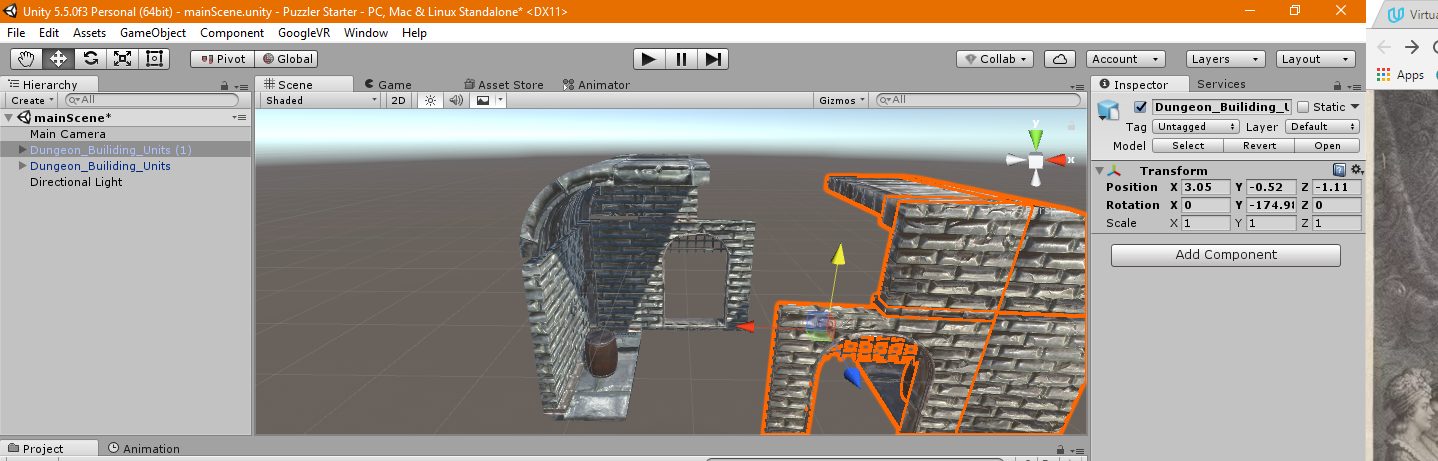 Unity 5.5.0f3 Personal (64bit) - mainScene.unity - Puzzler Starter - PC, Mac & Linux Standalone* <DX11>
File Edit Assets GameObject Component GoogleVR Window Help
Pivot Global Collab Account Layers Layout
Hierarchy Scene Game Asset Store Animator Inspector Services
Create All Shaded 2D Gizmos All
mainScene*
Main Camera
Dungeon_Builiding_Units (1)
Dungeon_Builiding_Units
Directional Light
y
x
Dungeon_Builiding_U Static
Tag Untagged Layer Default
Model Select Revert Open
Transform
Position X 3.05 Y -0.52 Z -1.11
Rotation X 0 Y -174.98 Z 0
Scale X 1 Y 1 Z 1
Add Component
Project Animation
Virtua
Apps